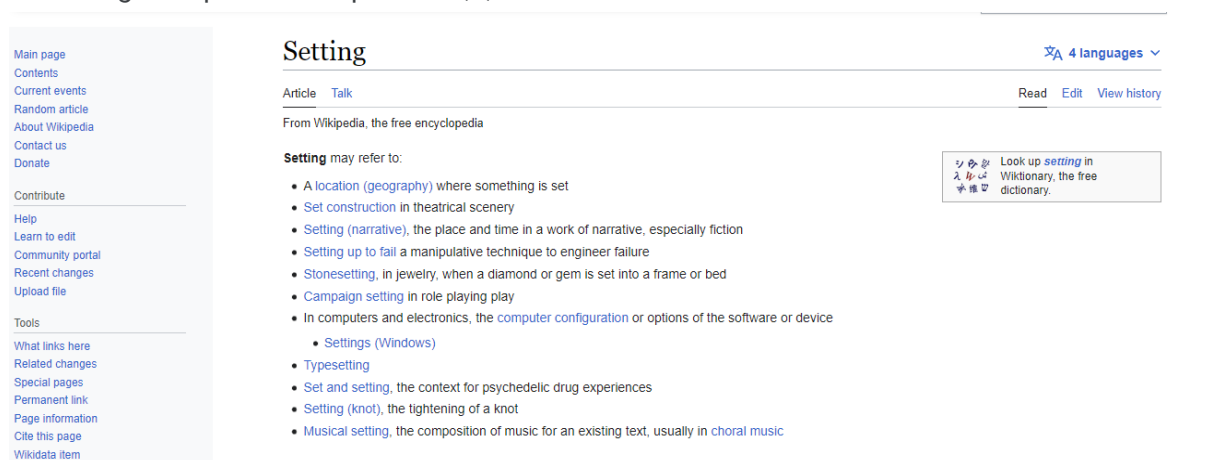 Setting
4 languages
Article Talk
Read Edit View history
From Wikipedia, the free encyclopedia
Setting may refer to:
• A location (geography) where something is set
• Set construction in theatrical scenery
• Setting (narrative), the place and time in a work of narrative, especially fiction
• Setting up to fail a manipulative technique to engineer failure
• Stonesetting, in jewelry, when a diamond or gem is set into a frame or bed
• Campaign setting in role playing play
• In computers and electronics, the computer configuration or options of the software or device
• Settings (Windows)
• Typesetting
• Set and setting, the context for psychedelic drug experiences
• Setting (knot), the tightening of a knot
• Musical setting, the composition of music for an existing text, usually in choral music
Look up setting in
Wiktionary, the free
dictionary.
Main page
Contents
Current events
Random article
About Wikipedia
Contact us
Donate
Contribute
Help
Learn to edit
Community portal
Recent changes
Upload file
Tools
What links here
Related changes
Special pages
Permanent link
Page information
Cite this page
Wikidata item